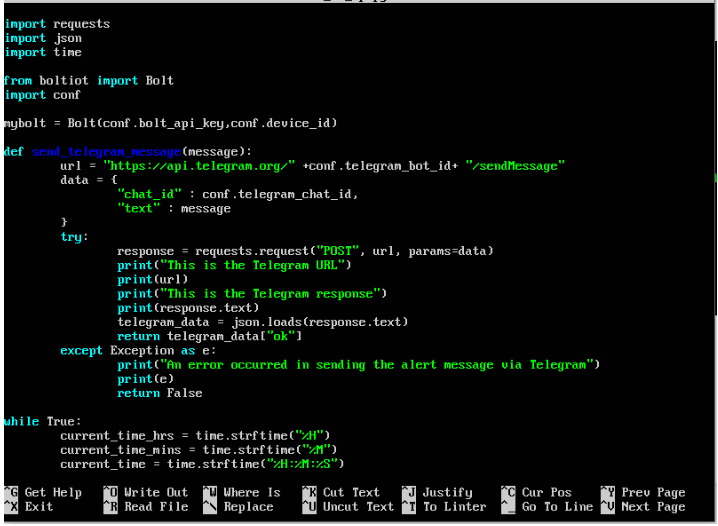 import requests
import json
import time
from boltiot import Bolt
import conf
mybolt = Bolt(conf.bolt_api_key,conf.device_id)
def send_telegram_message(message):
url = "https://api.telegram.org/" +conf.telegram_bot_id+ "/sendMessage"
data = {
"chat_id" : conf.telegram_chat_id,
"text" : message
}
try:
response = requests.request("POST", url, params=data)
print("This is the Telegram URL")
print(url)
print("This is the Telegram response")
print(response.text)
telegram_data = json.loads(response.text)
return telegram_data["ok"]
except Exception as e:
print("An error occurred in sending the alert message via Telegram")
print(e)
return False
while True:
current_time_hrs = time.strftime("%H")
current_time_mins = time.strftime("%M")
current_time = time.strftime("%H:%M:%S")
^G Get Help ^O Write Out ^W Where Is ^K Cut Text ^J Justify ^C Cur Pos ^Y Prev Page
^X Exit ^R Read File ^\ Replace ^U Uncut Text ^T To Linter ^_ Go To Line ^V Next Page